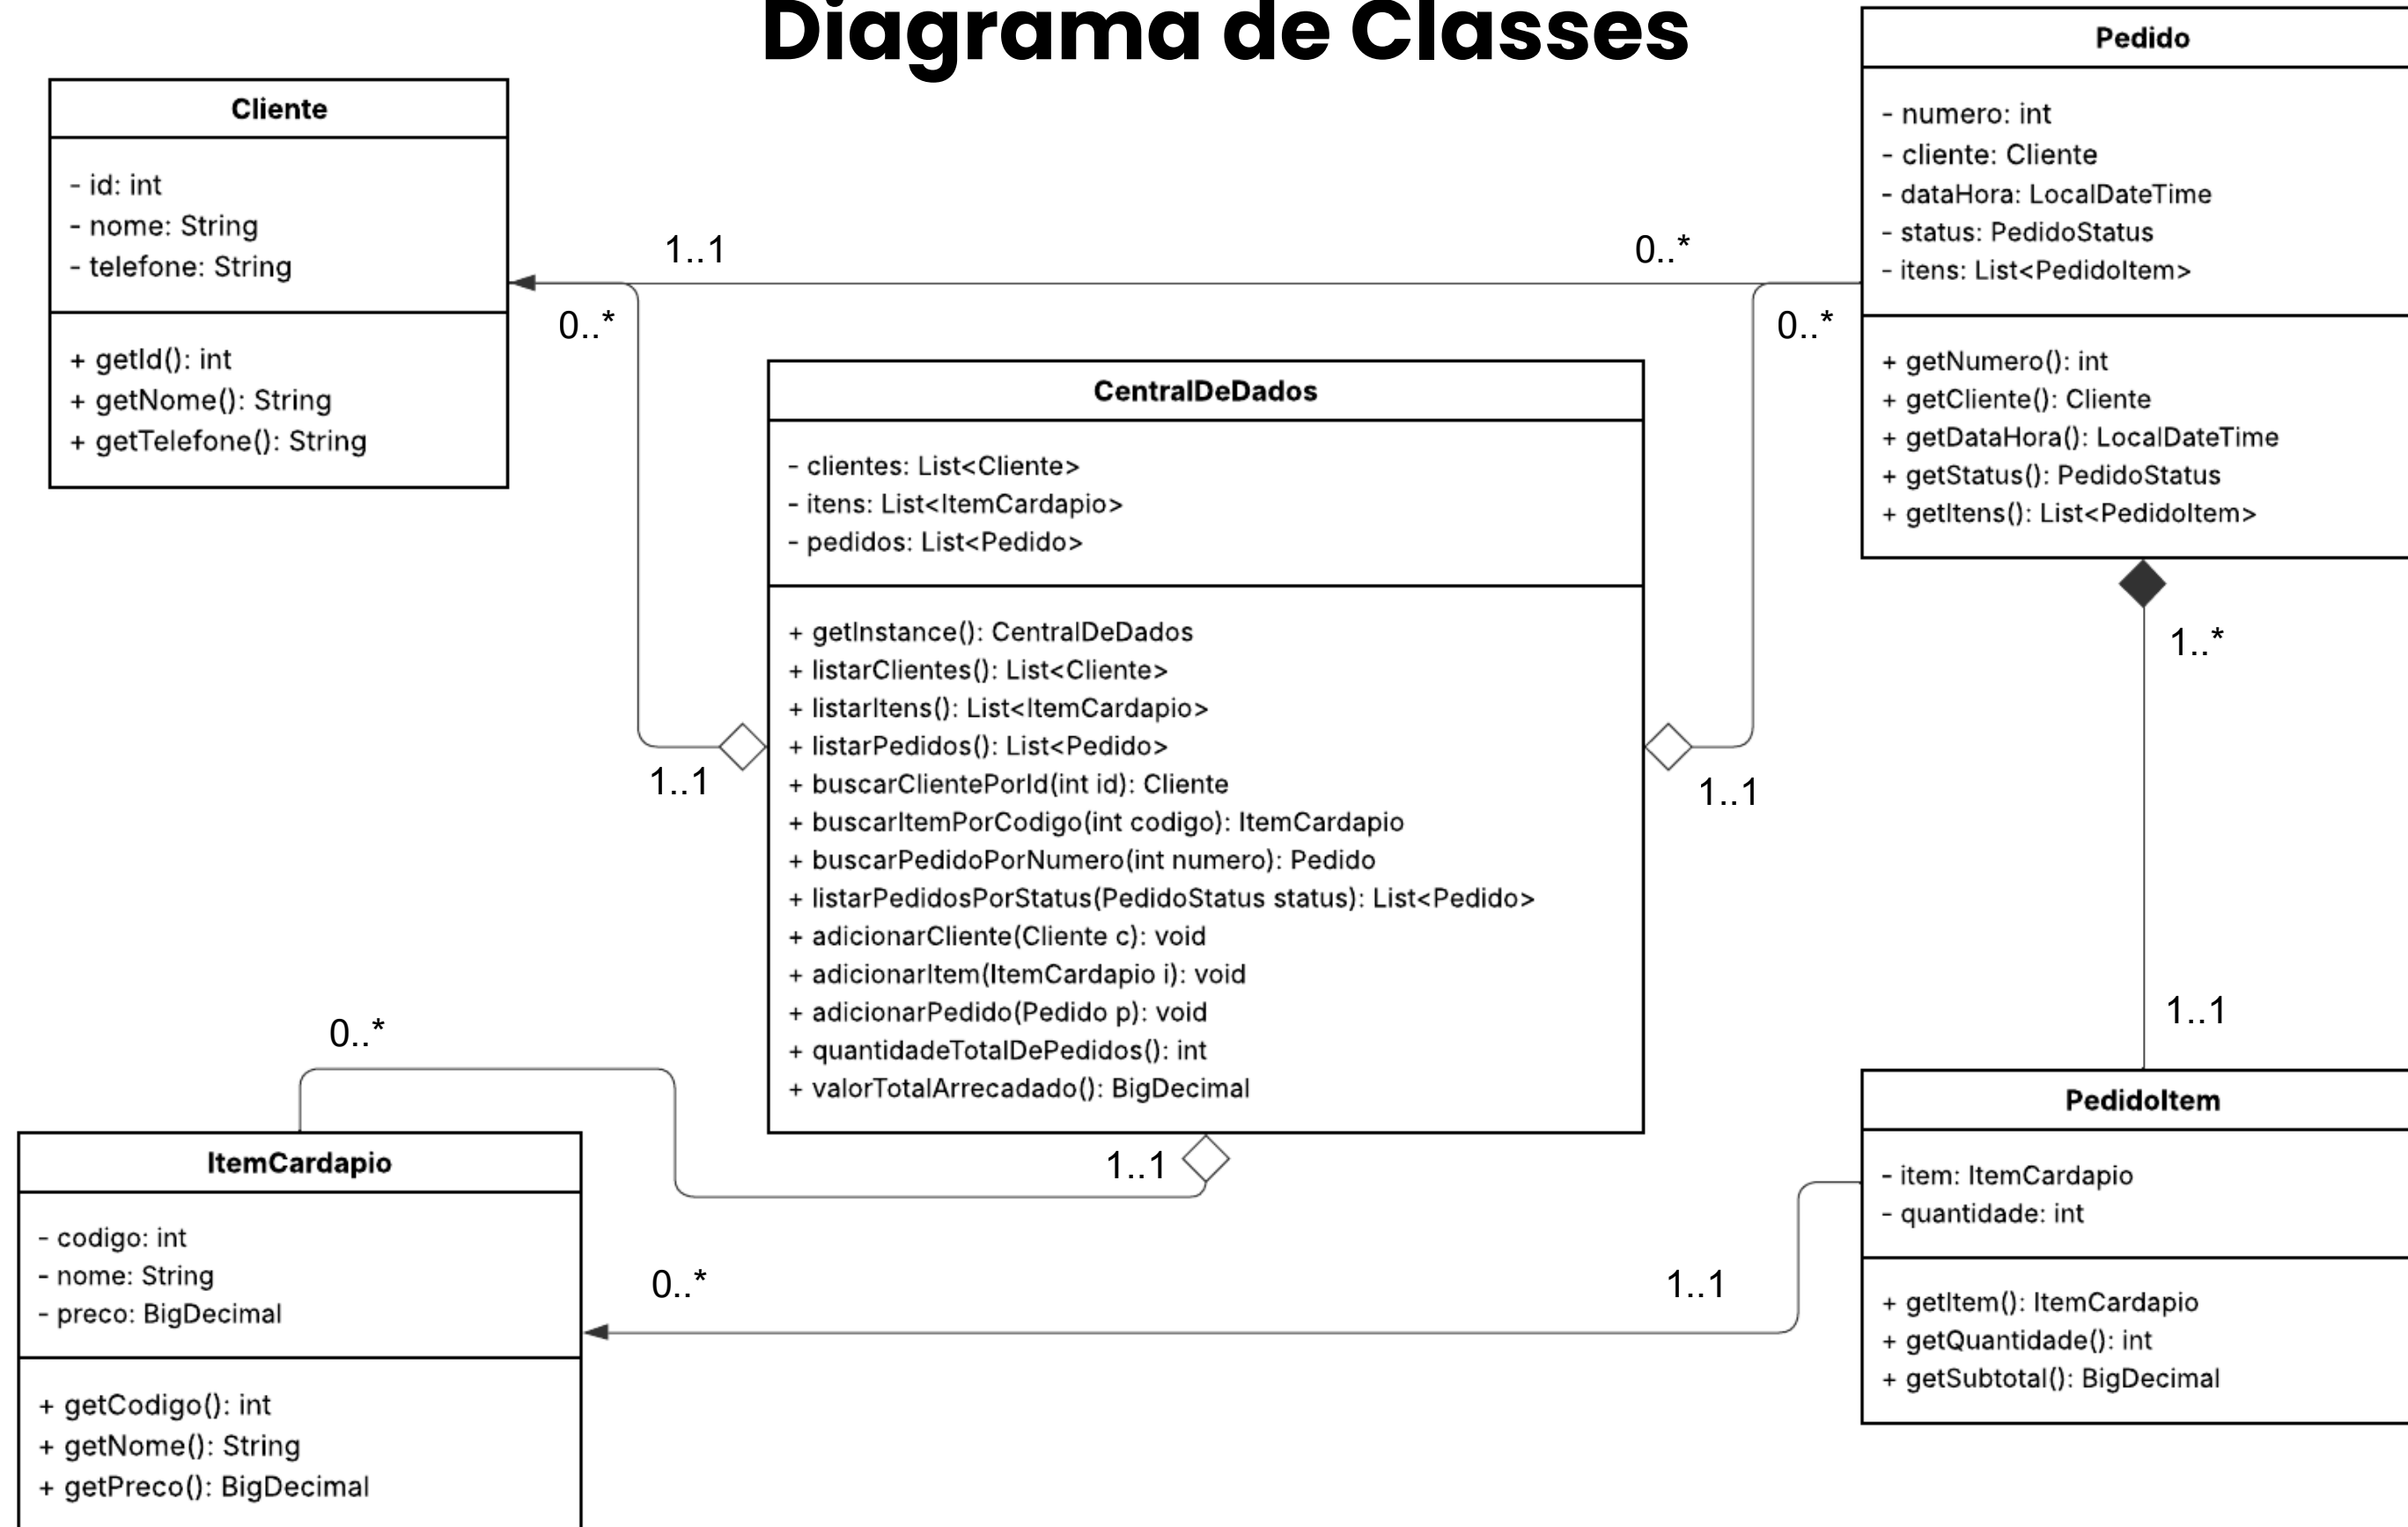 Diagrama de Classes
Cliente
- id: int
- nome: String
- telefone: String
+ getId(): int
+ getNome(): String
+ getTelefone(): String
1..1
0..*
0..*
0..*
Pedido
- numero: int
- cliente: Cliente
- dataHora: LocalDateTime
- status: PedidoStatus
- itens: List<PedidoItem>
+ getNumero(): int
+ getCliente(): Cliente
+ getDataHora(): LocalDateTime
+ getStatus(): PedidoStatus
+ getItens(): List<PedidoItem>
CentralDeDados
- clientes: List<Cliente>
- itens: List<ItemCardapio>
- pedidos: List<Pedido>
+ getInstance(): CentralDeDados
+ listarClientes(): List<Cliente>
+ listarItens(): List<ItemCardapio>
+ listarPedidos(): List<Pedido>
+ buscarClientePorId(int id): Cliente
+ buscarItemPorCodigo(int codigo): ItemCardapio
+ buscarPedidoPorNumero(int numero): Pedido
+ listarPedidosPorStatus(PedidoStatus status): List<Pedido>
+ adicionarCliente(Cliente c): void
+ adicionarItem(ItemCardapio i): void
+ adicionarPedido(Pedido p): void
+ quantidadeTotalDePedidos(): int
+ valorTotalArrecadado(): BigDecimal
1..1
1..1
1..*
1..1
0..*
1..1
ItemCardapio
- codigo: int
- nome: String
- preco: BigDecimal
+ getCodigo(): int
+ getNome(): String
+ getPreco(): BigDecimal
0..*
1..1
PedidoItem
- item: ItemCardapio
- quantidade: int
+ getItem(): ItemCardapio
+ getQuantidade(): int
+ getSubtotal(): BigDecimal